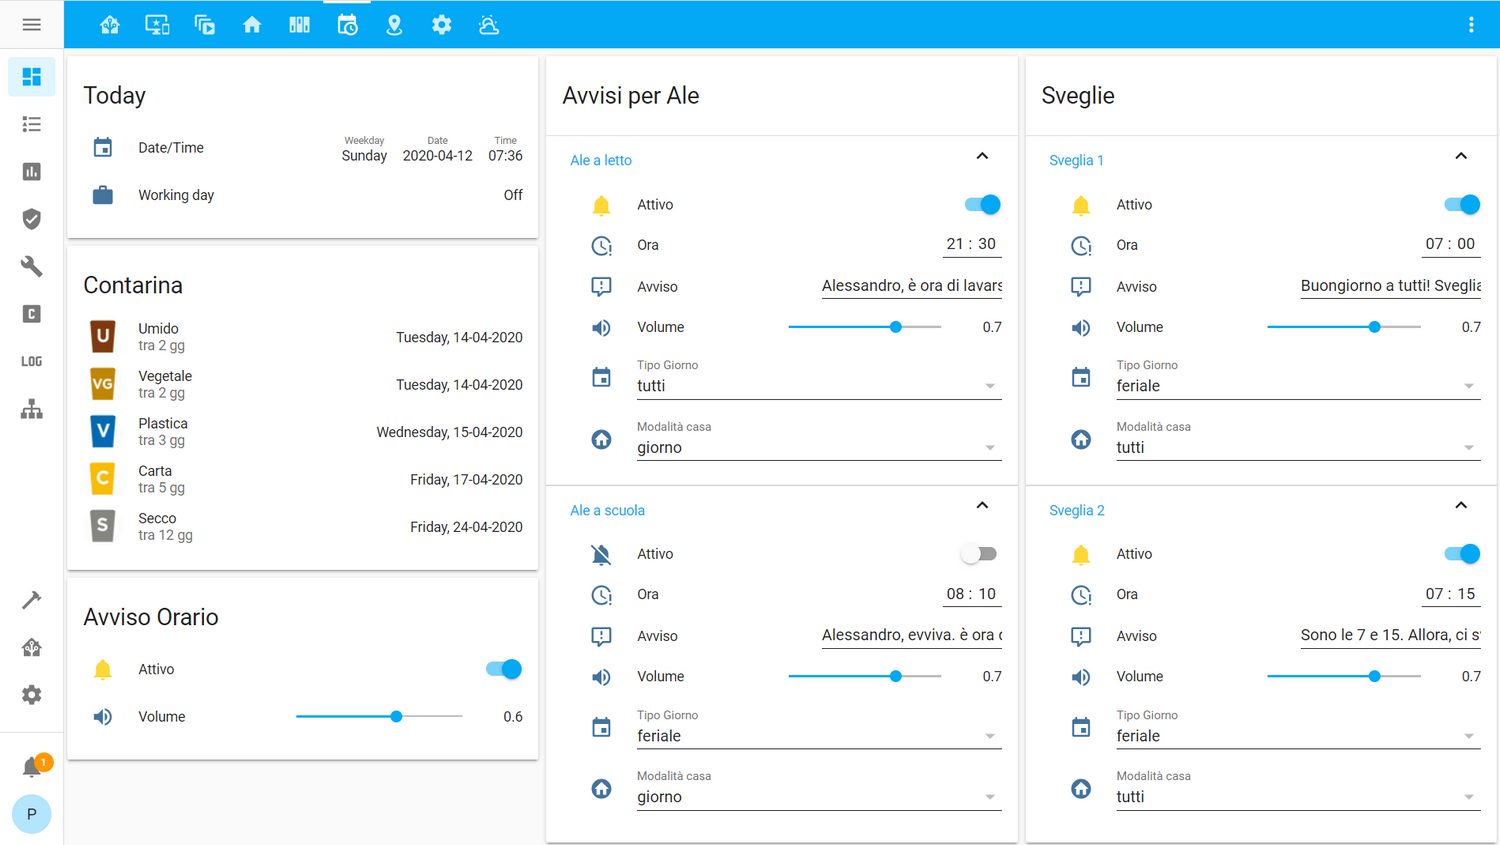 Today
Date/Time
Weekday
Sunday
Date
2020-04-12
Time
07:36
Working day
Off
Contarina
U
Umido
tra 2 gg
Tuesday, 14-04-2020
VG
Vegetale
tra 2 gg
Tuesday, 14-04-2020
V
Plastica
tra 3 gg
Wednesday, 15-04-2020
C
Carta
tra 5 gg
Friday, 17-04-2020
S
Secco
tra 12 gg
Friday, 24-04-2020
Avviso Orario
Attivo
Volume
0.6
Avvisi per Ale
Ale a letto
Attivo
Ora
21 : 30
Avviso
Alessandro, è ora di lavars
Volume
0.7
Tipo Giorno
tutti
Modalità casa
giorno
Ale a scuola
Attivo
Ora
08 : 10
Avviso
Alessandro, evviva. è ora
Volume
0.7
Tipo Giorno
feriale
Modalità casa
giorno
Sveglie
Sveglia 1
Attivo
Ora
07 : 00
Avviso
Buongiorno a tutti! Sveglia
Volume
0.7
Tipo Giorno
feriale
Modalità casa
tutti
Sveglia 2
Attivo
Ora
07 : 15
Avviso
Sono le 7 e 15. Allora, ci
Volume
0.7
Tipo Giorno
feriale
Modalità casa
tutti
C
LOG
1
P